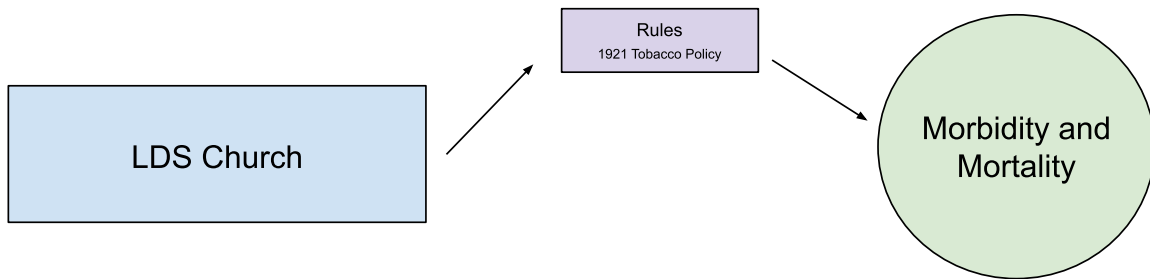 LDS Church
Rules
1921 Tobacco Policy
Morbidity and
Mortality